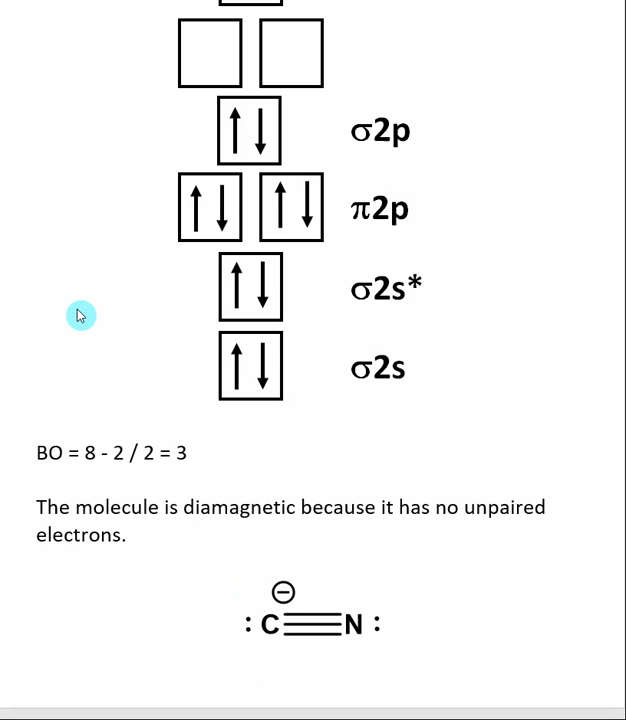 σ2p
π2p
σ2s*
σ2s
BO = 8 - 2 / 2 = 3
The molecule is diamagnetic because it has no unpaired
electrons.
⊖
:C≡N: